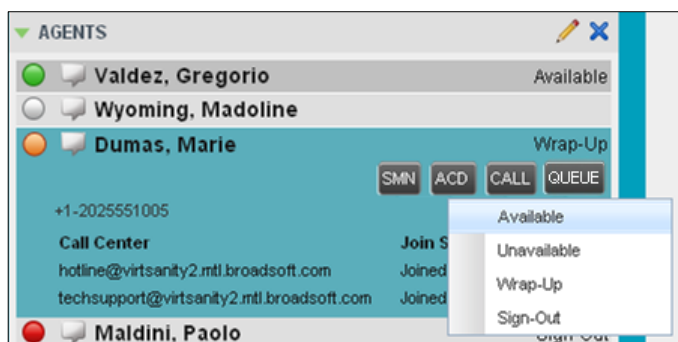 AGENTS
Valdez, Gregorio Available
Wyoming, Madoline
Dumas, Marie Wrap-Up
SMN ACD CALL QUEUE
+1-2025551005 Available
Call Center Join S
Unavailable
hotline@virtsanity2.mtl.broadsoft.com Joined
Wrap-Up
techsupport@virtsanity2.mtl.broadsoft.com Joined
Sign-Out
Maldini, Paolo Sign-Out